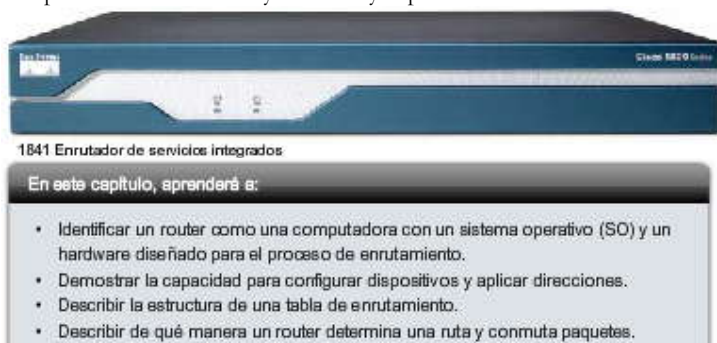 Cisco 1800 Series
1841 Enrutador de servicios integrados
En este capítulo, aprenderá a:
• Identificar un router como una computadora con un sistema operativo (SO) y un
hardware diseñado para el proceso de enrutamiento.
• Demostrar la capacidad para configurar dispositivos y aplicar direcciones.
• Describir la estructura de una tabla de enrutamiento.
• Describir de qué manera un router determina una ruta y conmuta paquetes.